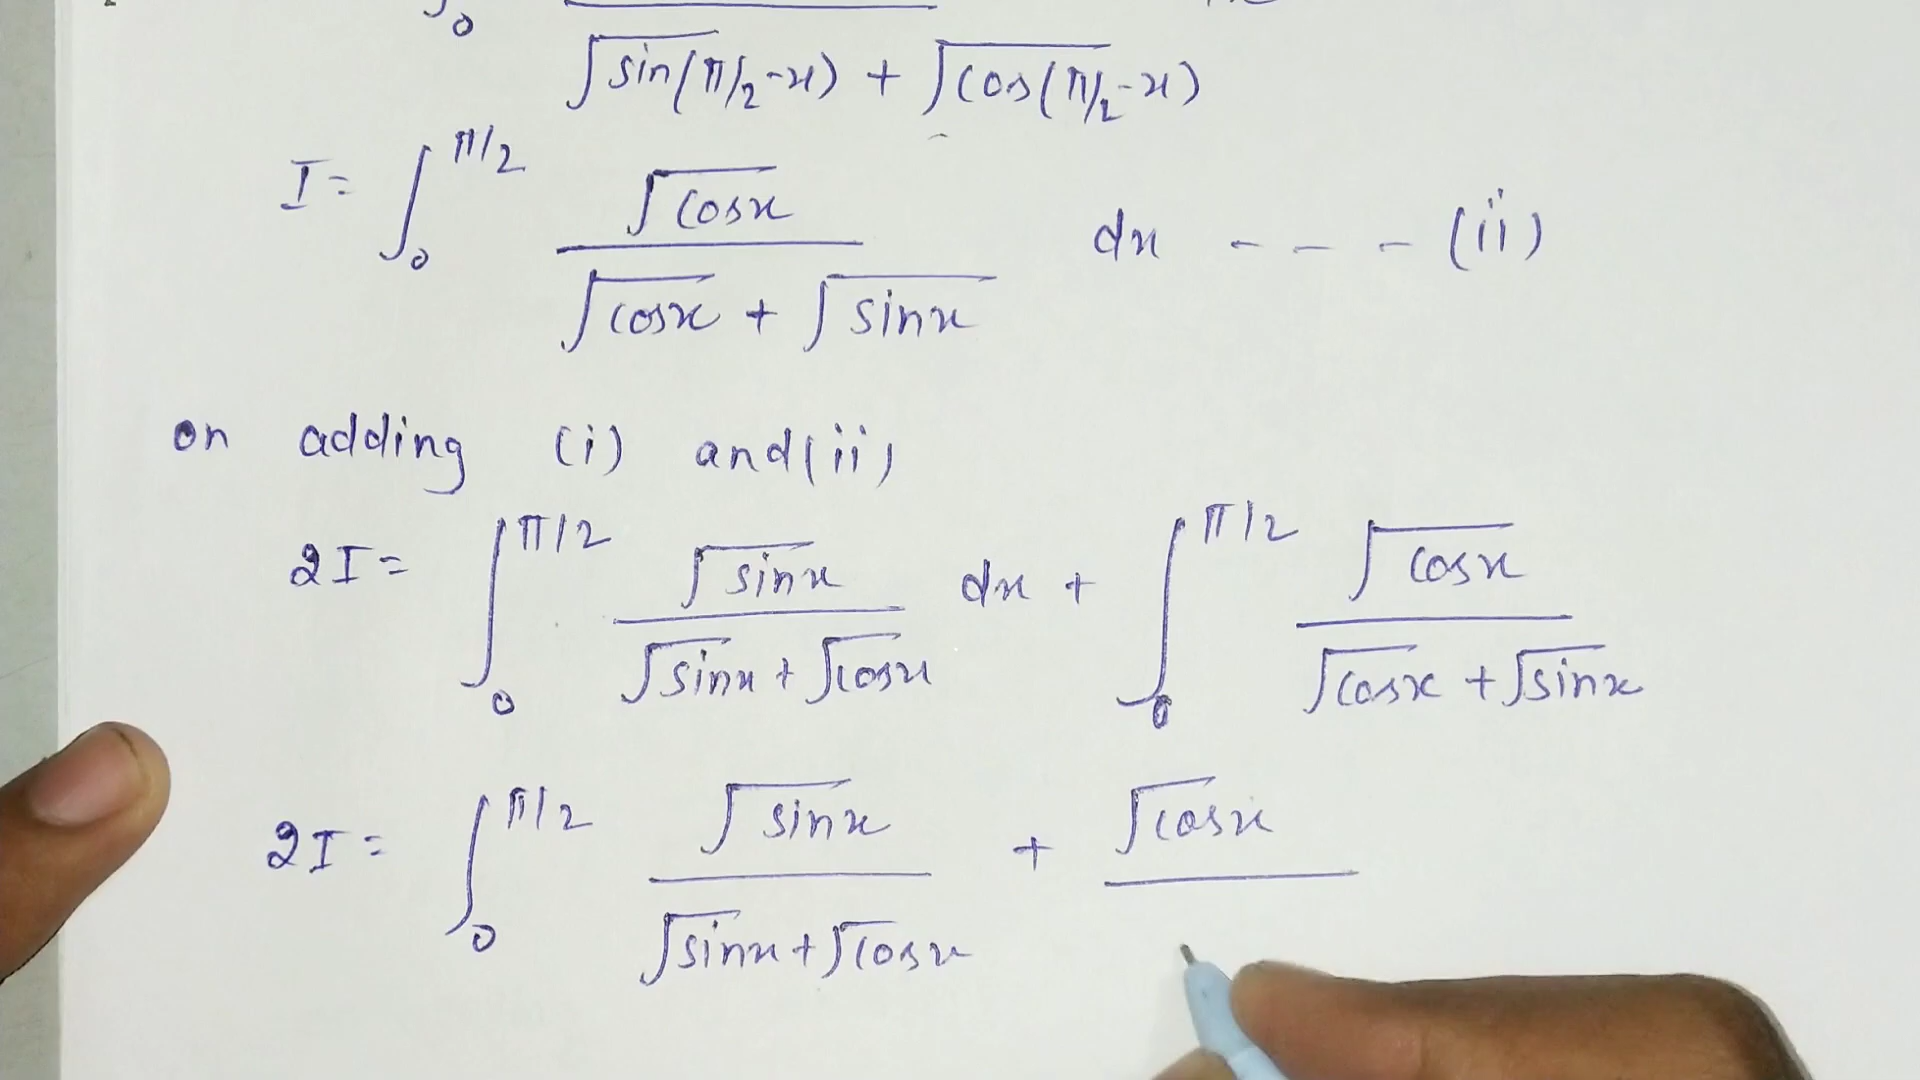 0
√sin(π/2-x) + √cos(π/2-x)
I = ∫₀^π/2 √cosx / √cosx + √sinx dx - - - (ii)
on adding (i) and (ii)
2I = ∫₀^π/2 √sinx / √sinx + √cosx dx + ∫₀^π/2 √cosx / √cosx + √sinx
2I = ∫₀^π/2 √sinx / √sinx + √cosx + √cosx